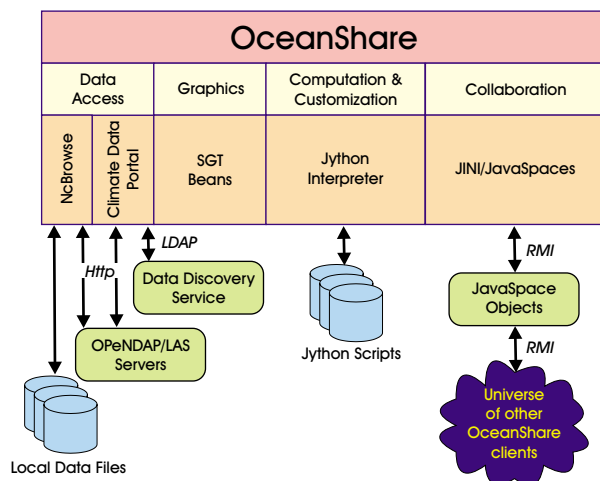 OceanShare
Data
Access
Graphics
Computation &
Customization
Collaboration
NcBrowse
Climate Data
Portal
SGT
Beans
Jython
Interpreter
JINI/JavaSpaces
LDAP
RMI
Http
Data Discovery
Service
JavaSpace
Objects
OPeNDAP/LAS
Servers
Jython Scripts
RMI
Universe
of other
OceanShare
clients
Local Data Files